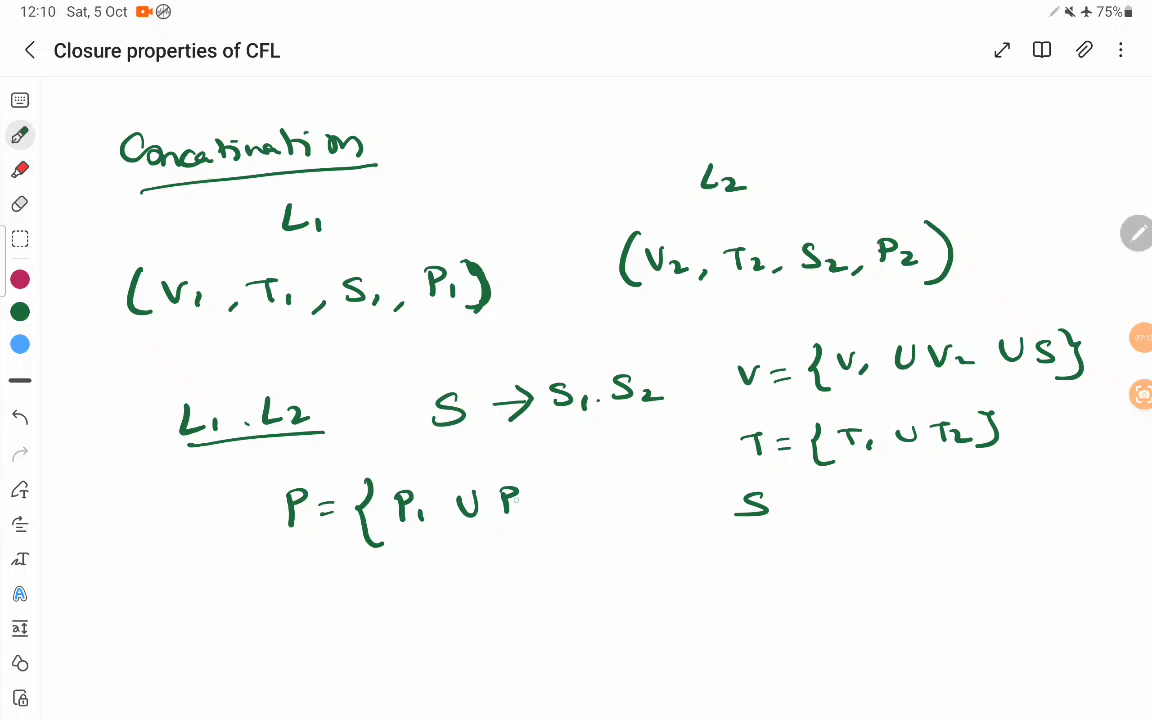 12:10 Sat, 5 Oct 75%
Closure properties of CFL
Concatination
L1
L2
(V1, T1, S1, P1)
(V2, T2, S2, P2)
L1.L2
S → S1.S2
V={V1 ∪ V2 ∪ S}
T={T1 ∪ T2}
P={P1 ∪ P
S